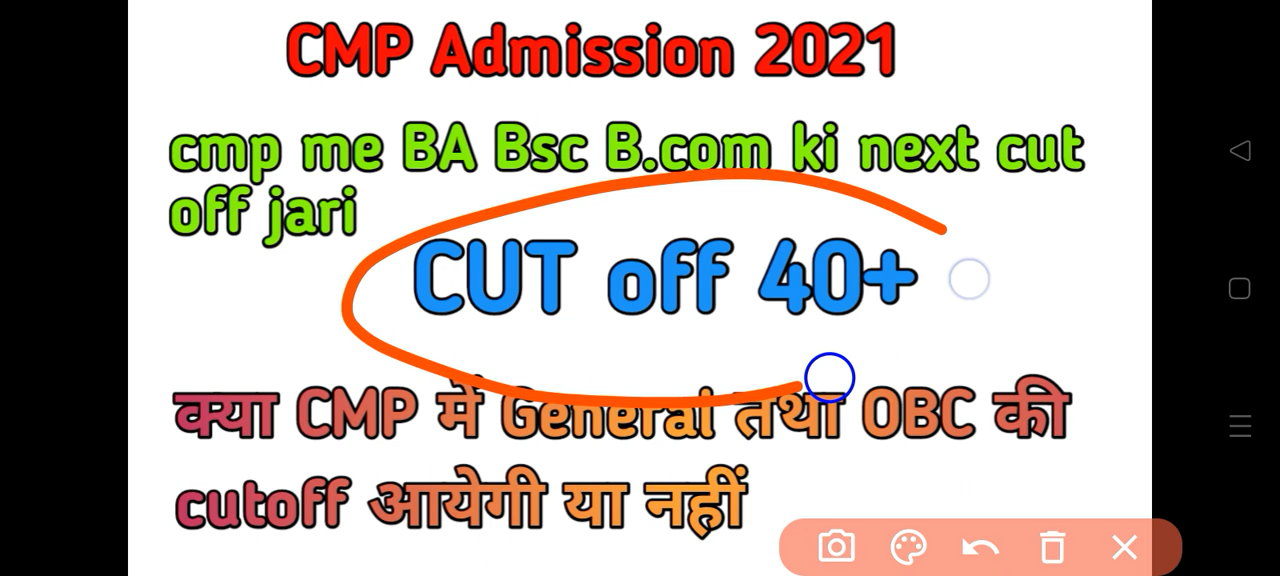 CMP Admission 2021
cmp me BA Bsc B.com ki next cut
off jari
CUT off 40+
क्या CMP में General तथा OBC की
cutoff आयेगी या नहीं